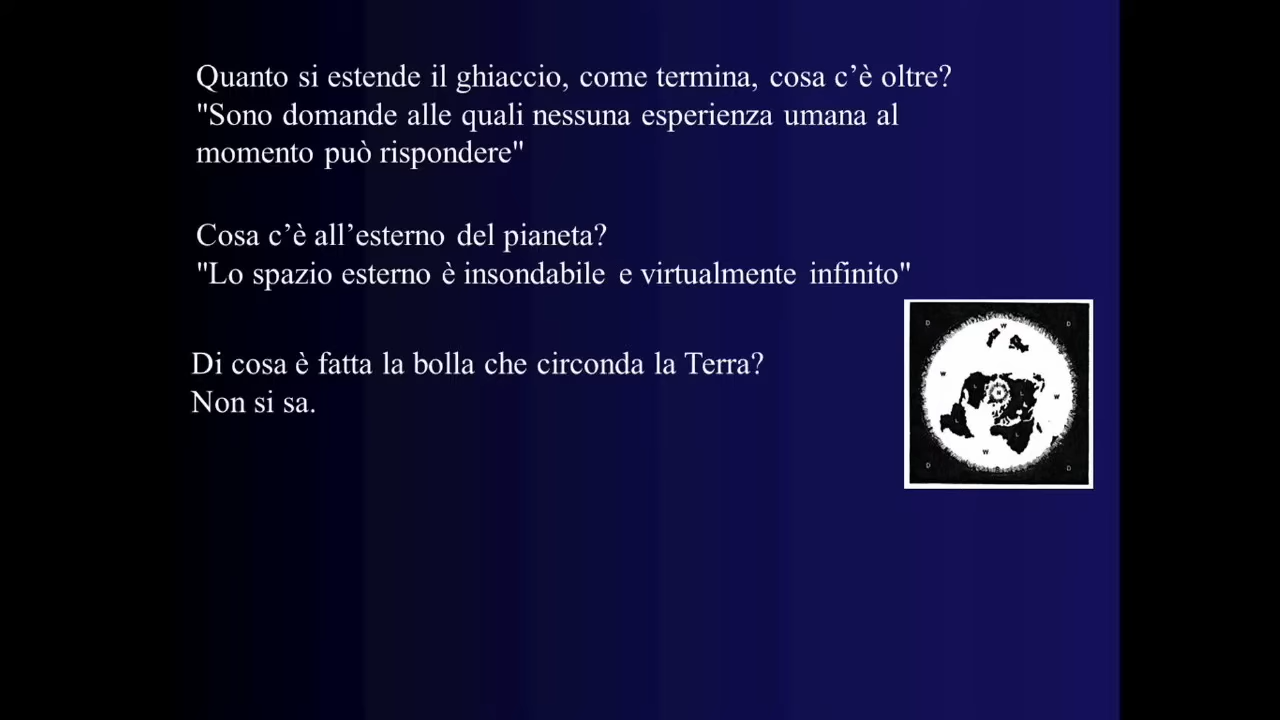 Quanto si estende il ghiaccio, come termina, cosa c’è oltre?
"Sono domande alle quali nessuna esperienza umana al
momento può rispondere"
Cosa c’è all’esterno del pianeta?
"Lo spazio esterno è insondabile e virtualmente infinito"
Di cosa è fatta la bolla che circonda la Terra?
Non si sa.
D
D
W
W
W
W
D
D